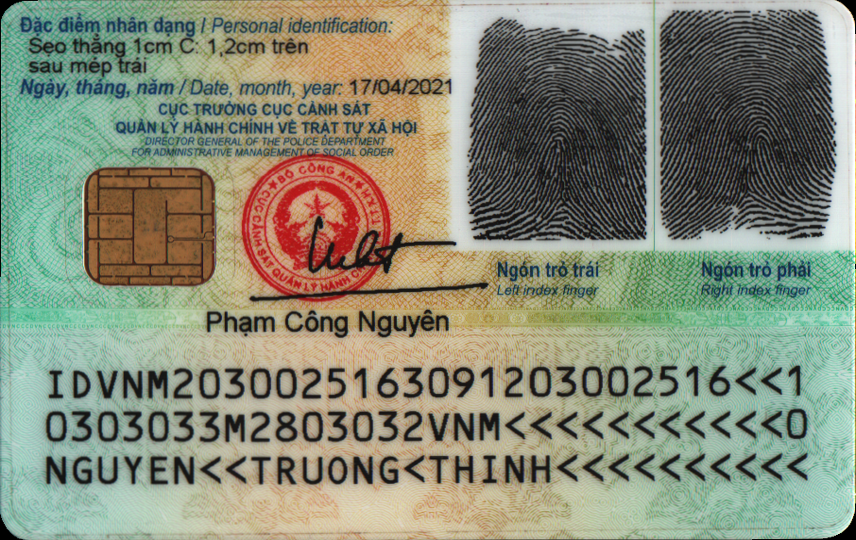 Đặc điểm nhân dạng / Personal identification:
Sẹo thẳng 1cm C: 1,2cm trên
sau mép trái
Ngày, tháng, năm / Date, month, year: 17/04/2021
CỤC TRƯỞNG CỤC CẢNH SÁT
QUẢN LÝ HÀNH CHÍNH VỀ TRẬT TỰ XÃ HỘI
DIRECTOR GENERAL OF THE POLICE DEPARTMENT
FOR ADMINISTRATIVE MANAGEMENT OF SOCIAL ORDER
BỘ CÔNG AN
CỤC CẢNH SÁT QUẢN LÝ HÀNH CHÍNH
Ngón trỏ trái
Left index finger
Ngón trỏ phải
Right index finger
Phạm Công Nguyên
IDVNM2030025163091203002516<<1
0303033M2803032VNM<<<<<<<<<<<0
NGUYEN<<TRUONG<THINH<<<<<<<<<<